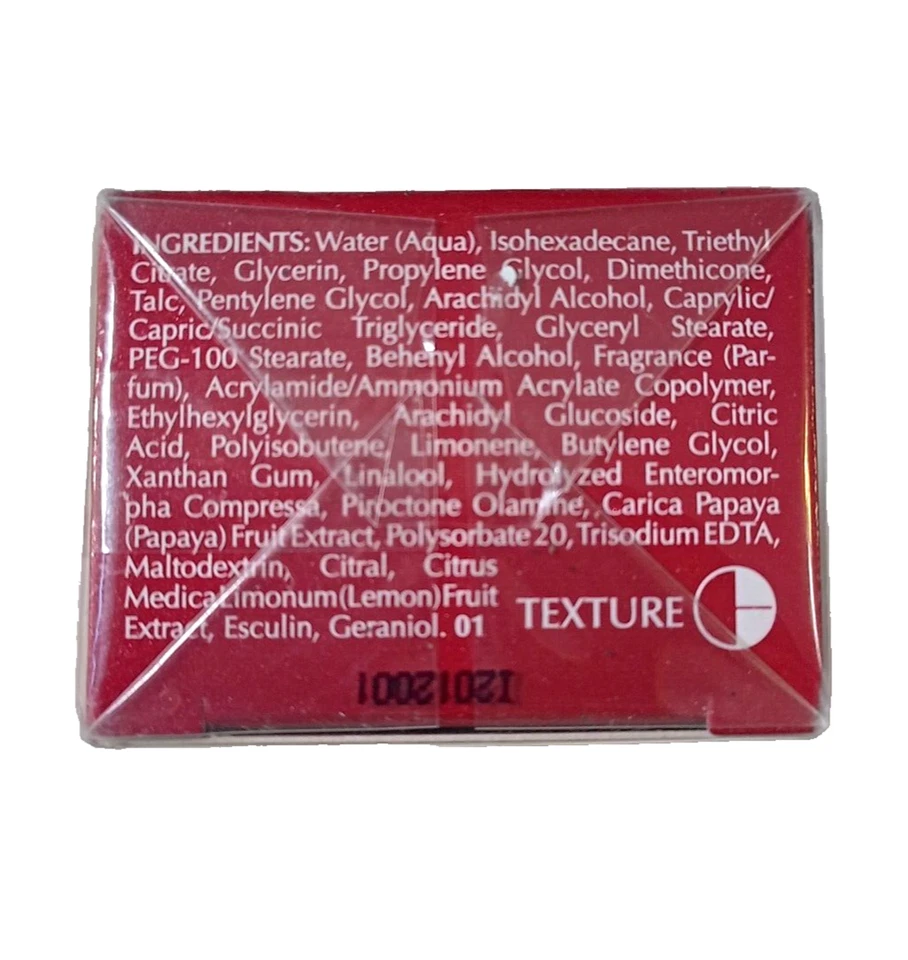 INGREDIENTS: Water (Aqua), Isohexadecane, Triethyl
Citrate, Glycerin, Propylene Glycol, Dimethicone,
Talc, Pentylene Glycol, Arachidyl Alcohol, Caprylic/
Capric/Succinic Triglyceride, Glyceryl Stearate,
PEG-100 Stearate, Behenyl Alcohol, Fragrance (Par-
fum), Acrylamide/Ammonium Acrylate Copolymer,
Ethylhexylglycerin, Arachidyl Glucoside, Citric
Acid, Polyisobutene, Limonene, Butylene Glycol,
Xanthan Gum, Linalool, Hydrolyzed Enteromor-
pha Compressa, Piroctone Olamine, Carica Papaya
(Papaya) Fruit Extract, Polysorbate 20, Trisodium EDTA,
Maltodextrin, Citral, Citrus
Medica Limonum (Lemon) Fruit
Extract, Esculin, Geraniol. 01
TEXTURE
I2012001